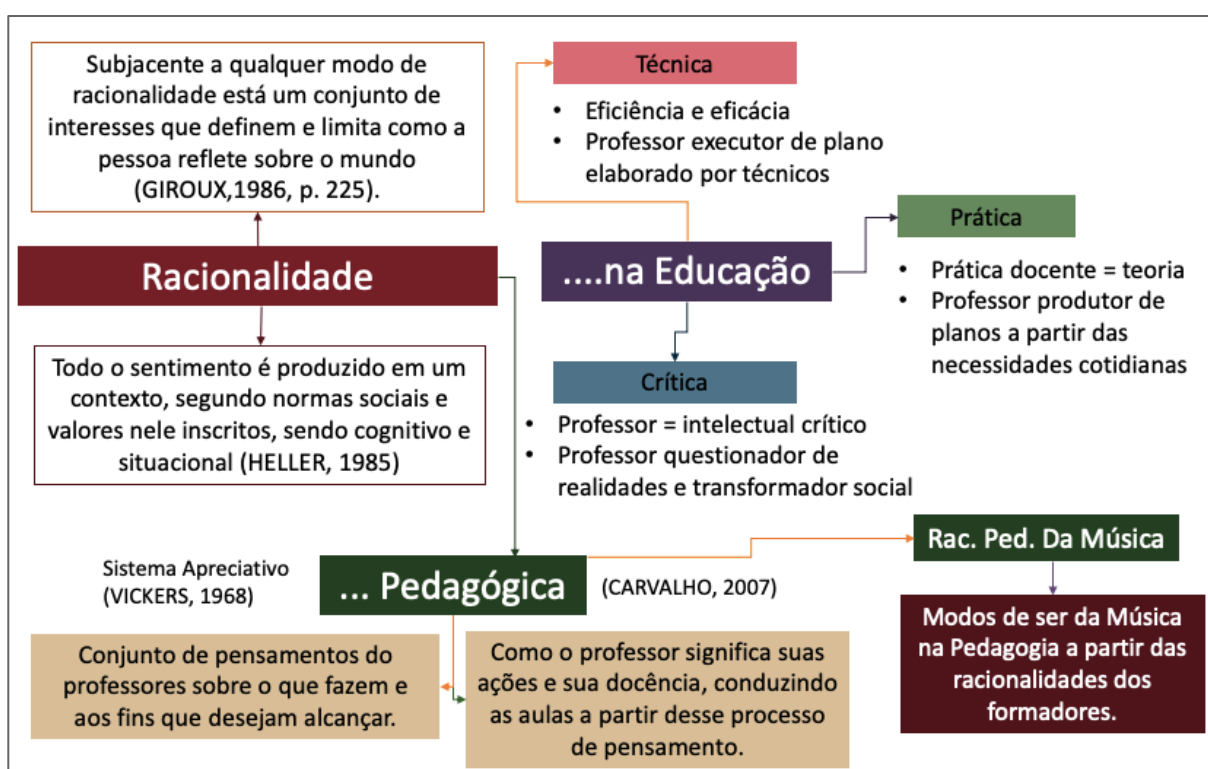 Subjacente a qualquer modo de
racionalidade está um conjunto de
interesses que definem e limita como a
pessoa reflete sobre o mundo
(GIROUX,1986, p. 225).
Racionalidade
Todo o sentimento é produzido em um
contexto, segundo normas sociais e
valores nele inscritos, sendo cognitivo e
situacional (HELLER, 1985)
Técnica
• Eficiência e eficácia
• Professor executor de plano
elaborado por técnicos
....na Educação
Prática
• Prática docente = teoria
• Professor produtor de
planos a partir das
necessidades cotidianas
Crítica
• Professor = intelectual crítico
• Professor questionador de
realidades e transformador social
Sistema Apreciativo
(VICKERS, 1968)
... Pedagógica
(CARVALHO, 2007)
Conjunto de pensamentos do
professores sobre o que fazem e
aos fins que desejam alcançar.
Como o professor significa suas
ações e sua docência, conduzindo
as aulas a partir desse processo
de pensamento.
Rac. Ped. Da Música
Modos de ser da Música
na Pedagogia a partir das
racionalidades dos
formadores.